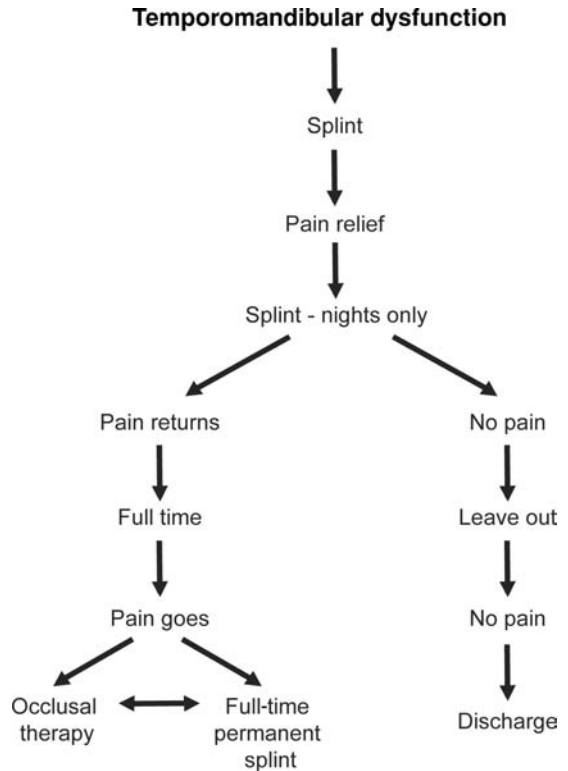 Temporomandibular dysfunction
Splint
Pain relief
Splint - nights only
Pain returns
No pain
Full time
Leave out
Pain goes
No pain
Occlusal
therapy
Full-time
permanent
splint
Discharge